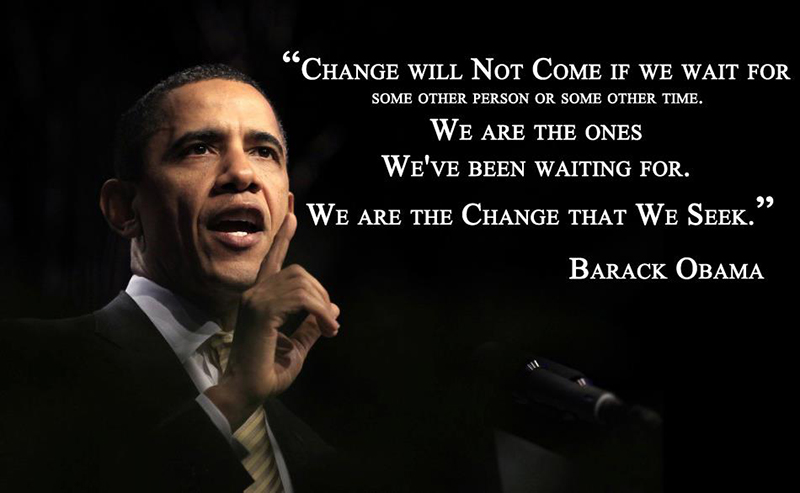 “Change will Not Come if we wait for
some other person or some other time.
We are the ones
We've been waiting for.
We are the Change that We Seek.”
Barack Obama